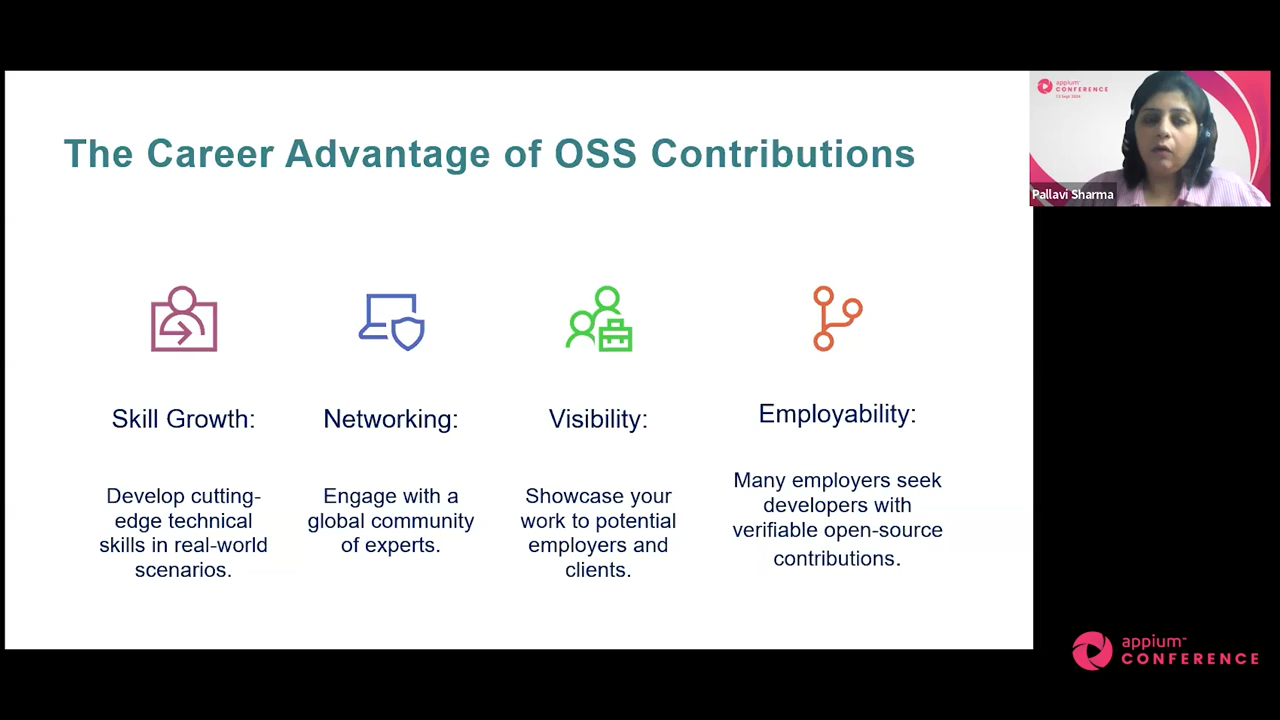 The Career Advantage of OSS Contributions
Skill Growth:
Develop cutting-
edge technical
skills in real-world
scenarios.
Networking:
Engage with a
global community
of experts.
Visibility:
Showcase your
work to potential
employers and
clients.
Employability:
Many employers seek
developers with
verifiable open-source
contributions.
appium
CONFERENCE
Pallavi Sharma
appium
CONFERENCE